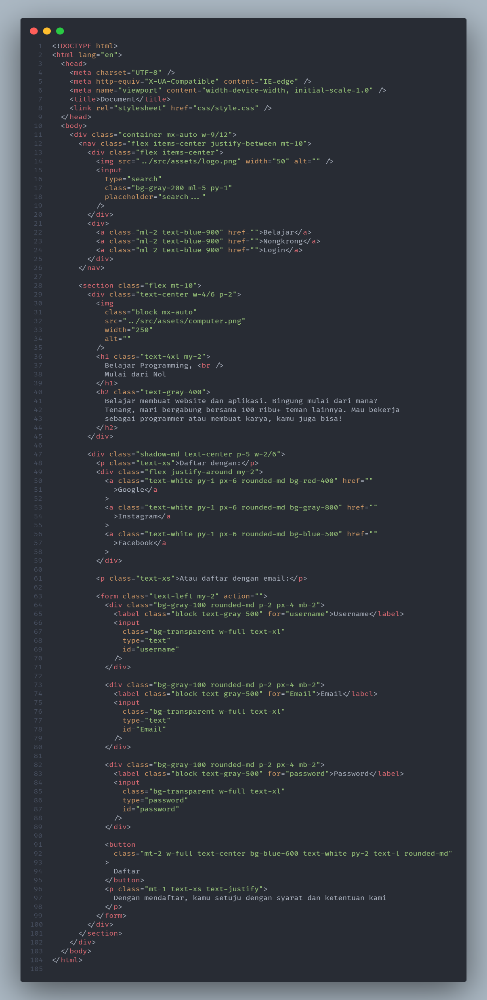 1 <!DOCTYPE html>
2 <html lang="en">
3   <head>
4     <meta charset="UTF-8" />
5     <meta http-equiv="X-UA-Compatible" content="IE=edge" />
6     <meta name="viewport" content="width=device-width, initial-scale=1.0" />
7     <title>Document</title>
8     <link rel="stylesheet" href="css/style.css" />
9   </head>
10   <body>
11     <div class="container mx-auto w-9/12">
12       <nav class="flex items-center justify-between mt-10">
13         <div class="flex items-center">
14           <img src="../src/assets/logo.png" width="50" alt="" />
15           <input
16             type="search"
17             class="bg-gray-200 ml-5 py-1"
18             placeholder="search..."
19           />
20         </div>
21         <div>
22           <a class="ml-2 text-blue-900" href="">Belajar</a>
23           <a class="ml-2 text-blue-900" href="">Nongkrong</a>
24           <a class="ml-2 text-blue-900" href="">Login</a>
25         </div>
26       </nav>
27
28       <section class="flex mt-10">
29         <div class="text-center w-4/6 p-2">
30           <img
31             class="block mx-auto"
32             src="../src/assets/computer.png"
33             width="250"
34             alt=""
35           />
36           <h1 class="text-4xl my-2">
37             Belajar Programming, <br />
38             Mulai dari Nol
39           </h1>
40           <h2 class="text-gray-400">
41             Belajar membuat website dan aplikasi. Bingung mulai dari mana?
42             Tenang, mari bergabung bersama 100 ribu+ teman lainnya. Mau bekerja
43             sebagai programmer atau membuat karya, kamu juga bisa!
44           </h2>
45         </div>
46
47         <div class="shadow-md text-center p-5 w-2/6">
48           <p class="text-xs">Daftar dengan:</p>
49           <div class="flex justify-around my-2">
50             <a class="text-white py-1 px-6 rounded-md bg-red-400" href=""
51               >Google</a
52             >
53             <a class="text-white py-1 px-6 rounded-md bg-gray-800" href=""
54               >Instagram</a
55             >
56             <a class="text-white py-1 px-6 rounded-md bg-blue-500" href=""
57               >Facebook</a
58             >
59           </div>
60
61           <p class="text-xs">Atau daftar dengan email:</p>
62
63           <form class="text-left my-2" action="">
64             <div class="bg-gray-100 rounded-md p-2 px-4 mb-2">
65               <label class="block text-gray-500" for="username">Username</label>
66               <input
67                 class="bg-transparent w-full text-xl"
68                 type="text"
69                 id="username"
70               />
71             </div>
72
73             <div class="bg-gray-100 rounded-md p-2 px-4 mb-2">
74               <label class="block text-gray-500" for="Email">Email</label>
75               <input
76                 class="bg-transparent w-full text-xl"
77                 type="text"
78                 id="Email"
79               />
80             </div>
81
82             <div class="bg-gray-100 rounded-md p-2 px-4 mb-2">
83               <label class="block text-gray-500" for="password">Password</label>
84               <input
85                 class="bg-transparent w-full text-xl"
86                 type="password"
87                 id="password"
88               />
89             </div>
90
91             <button
92               class="mt-2 w-full text-center bg-blue-600 text-white py-2 text-l rounded-md"
93             >
94               Daftar
95             </button>
96             <p class="mt-1 text-xs text-justify">
97               Dengan mendaftar, kamu setuju dengan syarat dan ketentuan kami
98             </p>
99           </form>
100         </div>
101       </section>
102     </div>
103   </body>
104 </html>
105